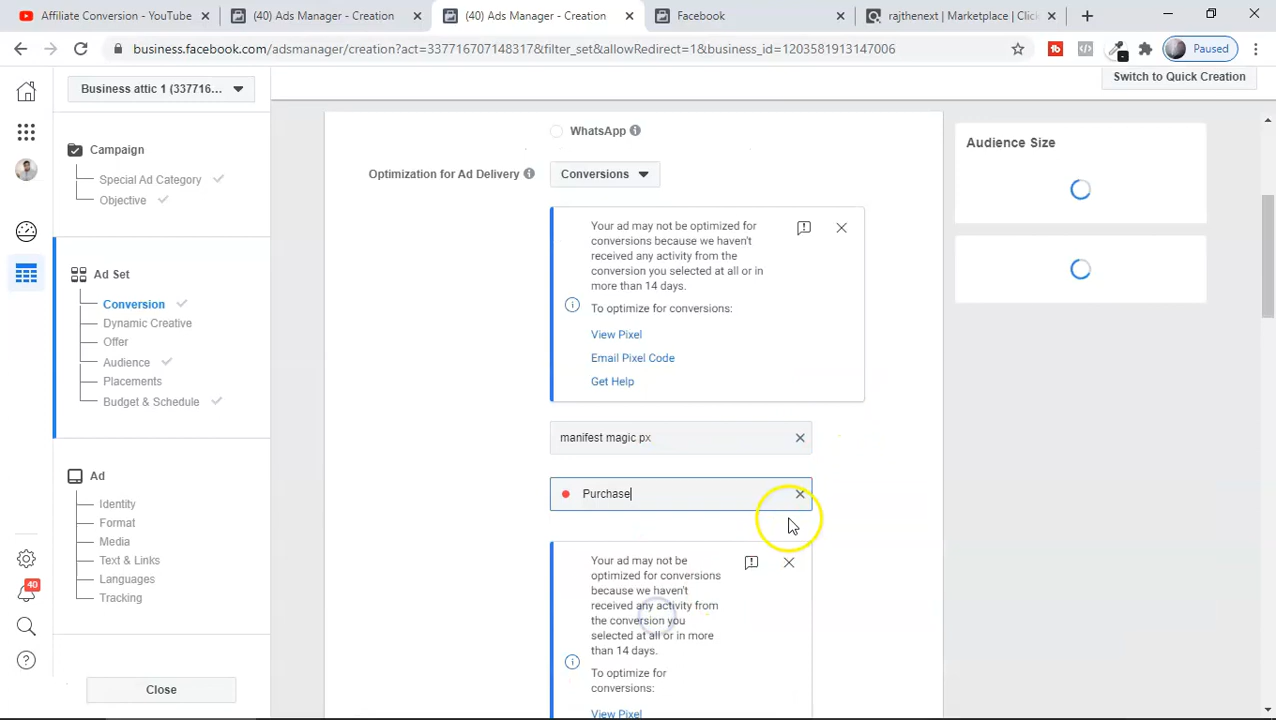 Affiliate Conversion - YouTube
(40) Ads Manager - Creation
(40) Ads Manager - Creation
Facebook
rajthenext | Marketplace | Click
business.facebook.com/adsmanager/creation?act=337716707148317&filter_set&allowRedirect=1&business_id=1203581913147006
Paused
Business attic 1 (337716...
Switch to Quick Creation
Campaign
Special Ad Category
Objective
Ad Set
Conversion
Dynamic Creative
Offer
Audience
Placements
Budget & Schedule
Ad
Identity
Format
Media
Text & Links
Languages
Tracking
40
Close
WhatsApp
Optimization for Ad Delivery
Conversions
Your ad may not be optimized for
conversions because we haven't
received any activity from the
conversion you selected at all or in
more than 14 days.
To optimize for conversions:
View Pixel
Email Pixel Code
Get Help
manifest magic px
Purchase
Your ad may not be
optimized for conversions
because we haven't
received any activity from
the conversion you
selected at all or in more
than 14 days.
To optimize for
conversions:
View Pixel
Audience Size